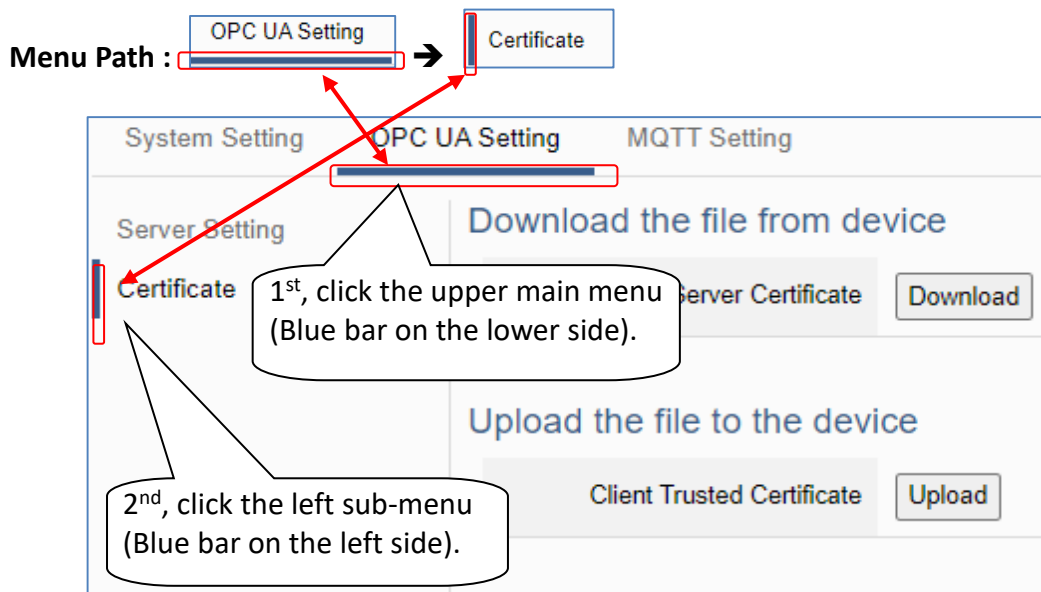 Menu Path : OPC UA Setting ➔ Certificate
System Setting OPC UA Setting MQTT Setting
Server Setting
Certificate
Download the file from device
Server Certificate Download
1st, click the upper main menu
(Blue bar on the lower side).
Upload the file to the device
Client Trusted Certificate Upload
2nd, click the left sub-menu
(Blue bar on the left side).